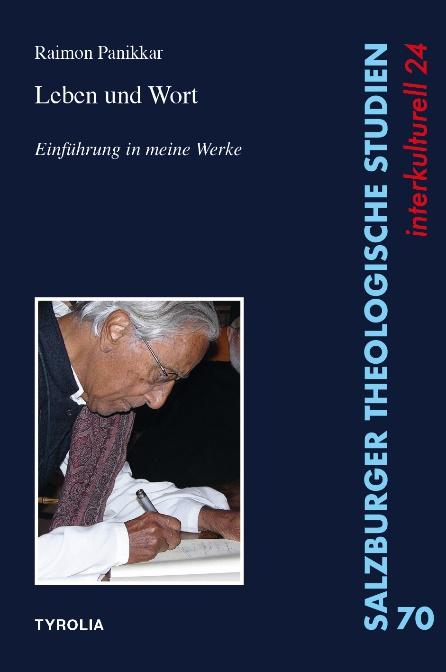 Raimon Panikkar
Leben und Wort
Einführung in meine Werke
TYROLIA
SALZBURGER THEOLOGISCHE STUDIEN 70
interkulturell 24